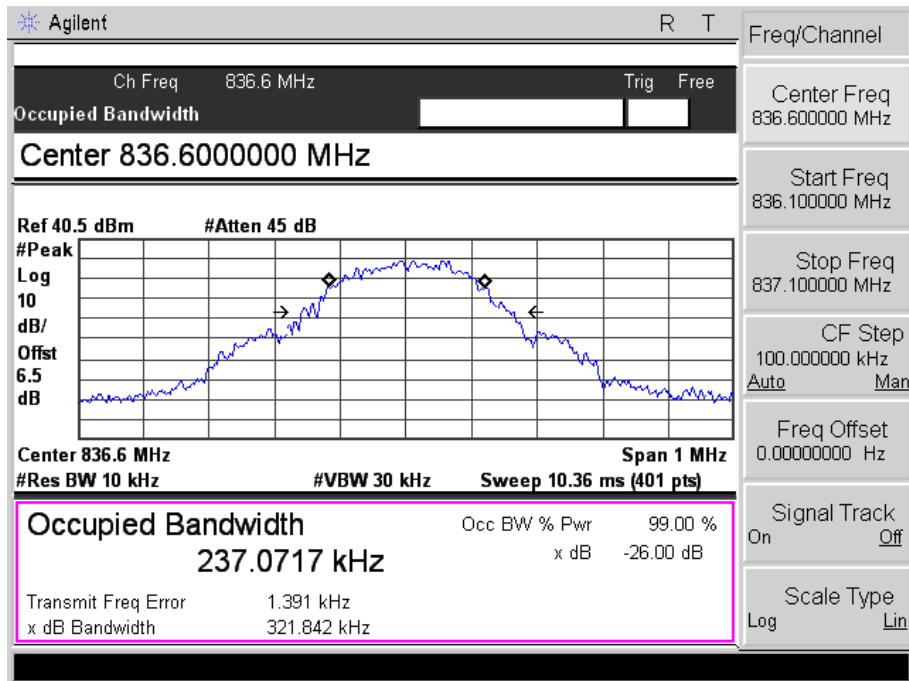 Agilent R T
Ch Freq 836.6 MHz Trig Free
Occupied Bandwidth
Center 836.6000000 MHz
Ref 40.5 dBm #Atten 45 dB
#Peak
Log
10
dB/
Offst
6.5
dB
Center 836.6 MHz Span 1 MHz
#Res BW 10 kHz #VBW 30 kHz Sweep 10.36 ms (401 pts)
Occupied Bandwidth
237.0717 kHz
Occ BW % Pwr 99.00 %
x dB -26.00 dB
Transmit Freq Error 1.391 kHz
x dB Bandwidth 321.842 kHz
Freq/Channel
Center Freq
836.600000 MHz
Start Freq
836.100000 MHz
Stop Freq
837.100000 MHz
CF Step
100.000000 kHz
Auto Man
Freq Offset
0.00000000 Hz
Signal Track
On Off
Scale Type
Log Lin